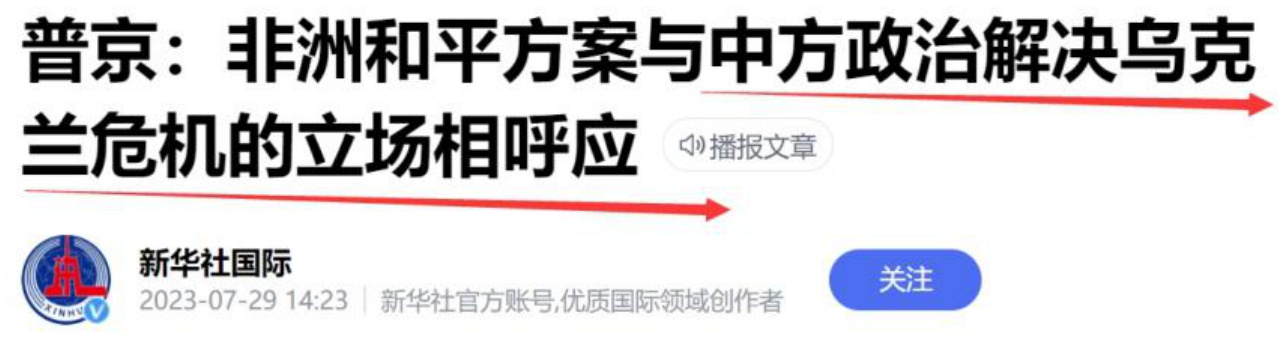 普京：非洲和平方案与中方政治解决乌克
兰危机的立场相呼应 播报文章
新华社国际
2023-07-29 14:23 新华社官方账号,优质国际领域创作者
关注
XINHU
V